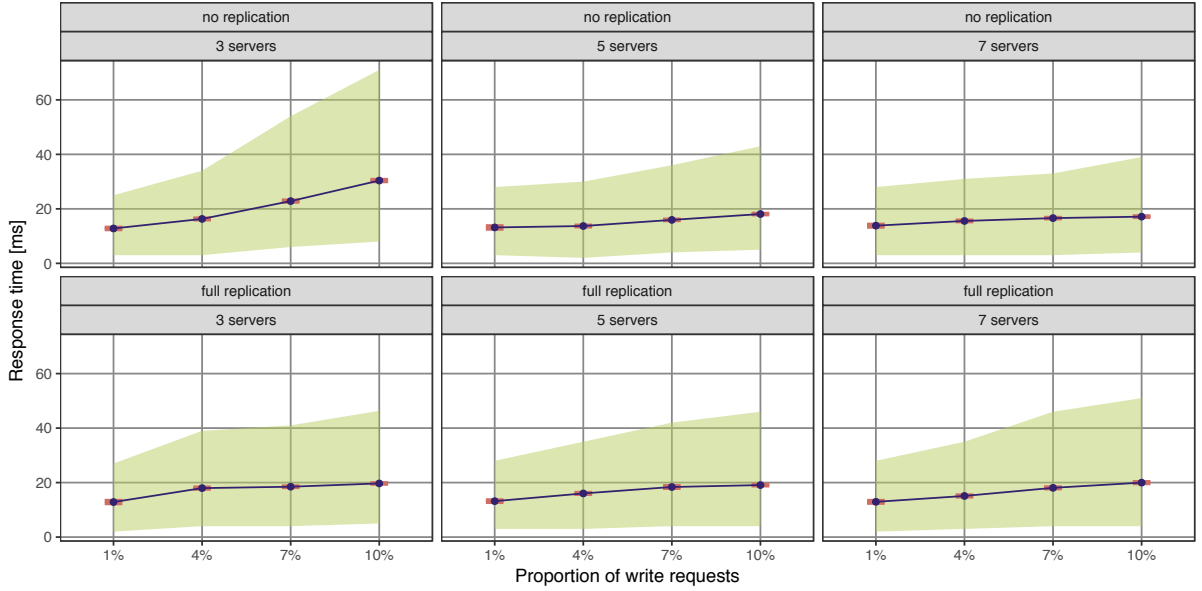 no replication
no replication
no replication
3 servers
5 servers
7 servers
60
40
20
0
full replication
full replication
full replication
3 servers
5 servers
7 servers
60
40
20
0
Response time [ms]
1%
4%
7%
10%
1%
4%
7%
10%
1%
4%
7%
10%
Proportion of write requests